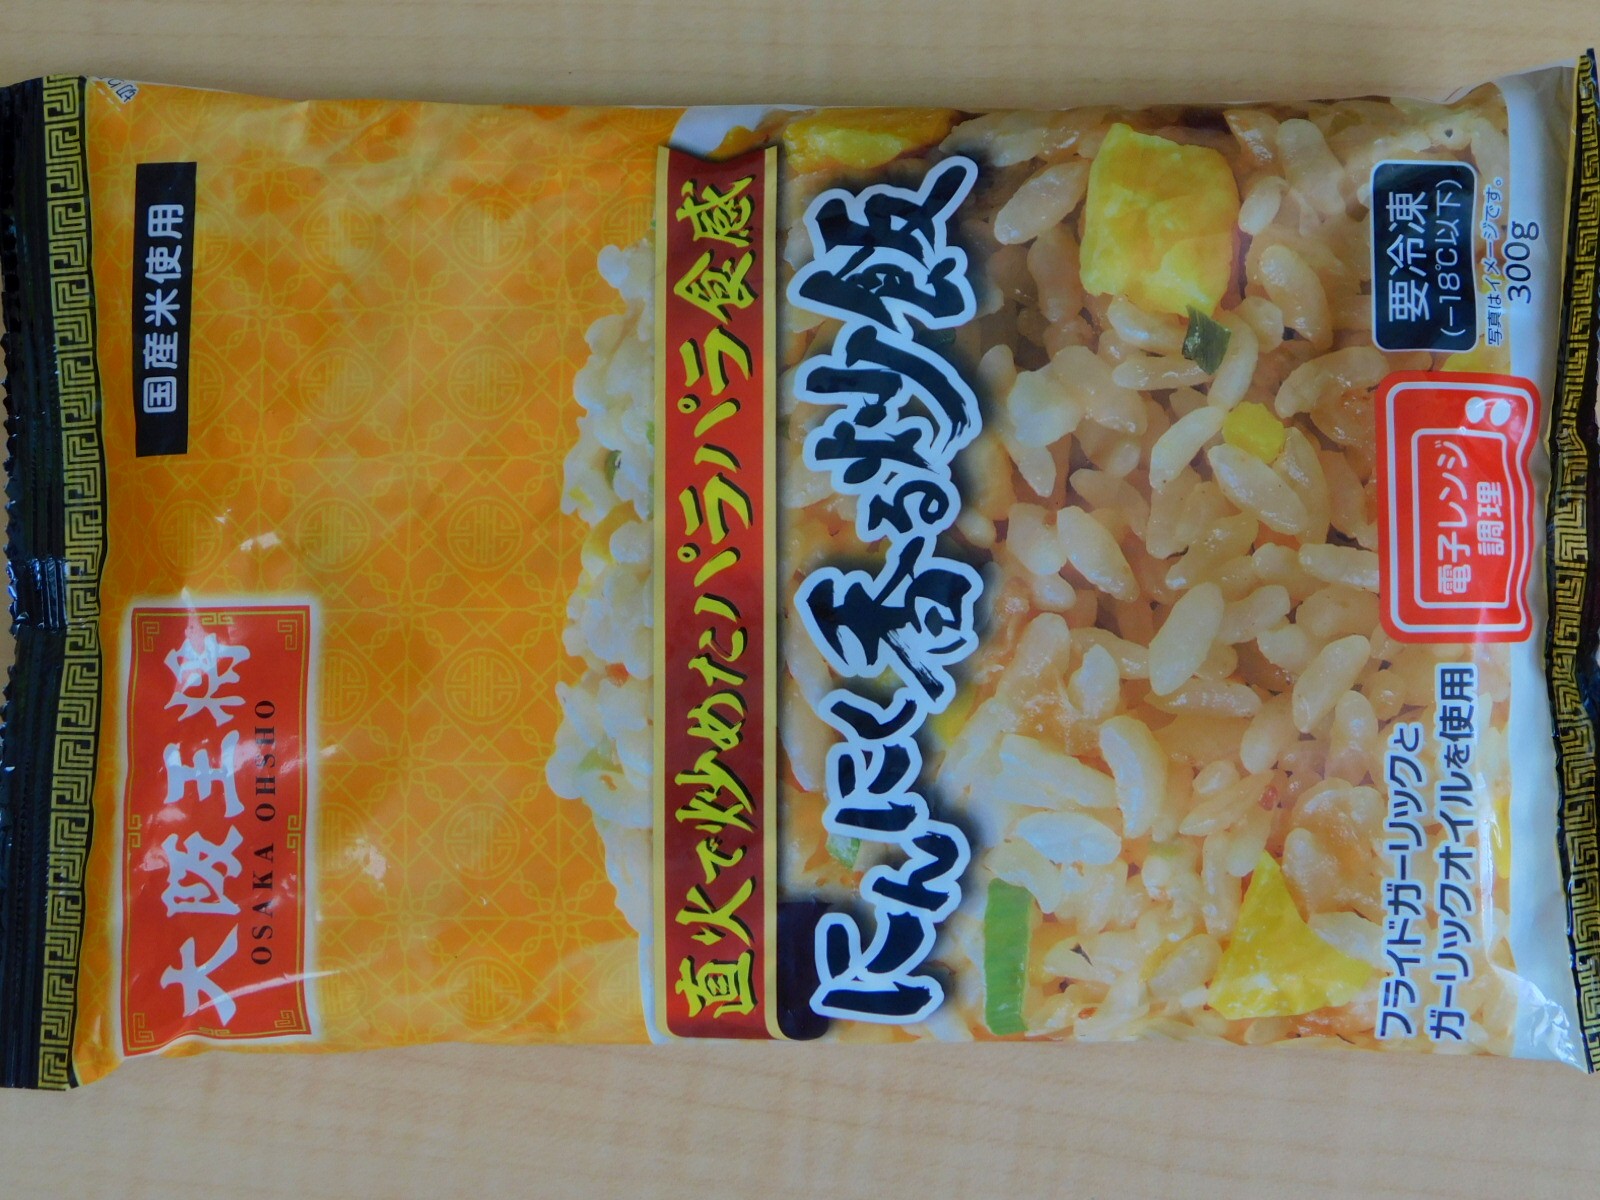 大阪王将
OSAKA OHSHO
国産米使用
直火で炒めたパラパラ食感
にんにく香る炒飯
フライドガーリックと
ガーリックオイルを使用
電子レンジ
調理
要冷凍
(−18℃以下)
写真はイメージです。
300g